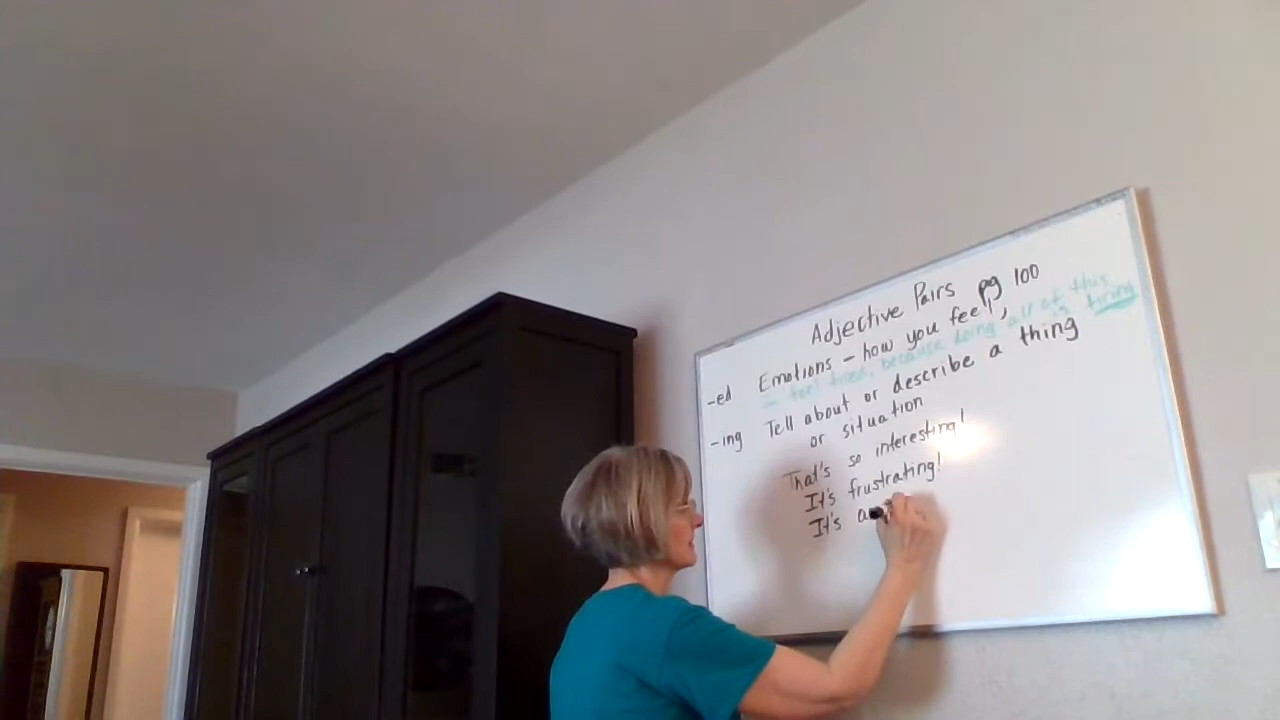 Adjective Pairs pg 100
-ed Emotions - how you feel,
- feel tired, because doing all of this is tiring
-ing Tell about or describe a thing
or situation
That's so interesting!
It's frustrating!
It's